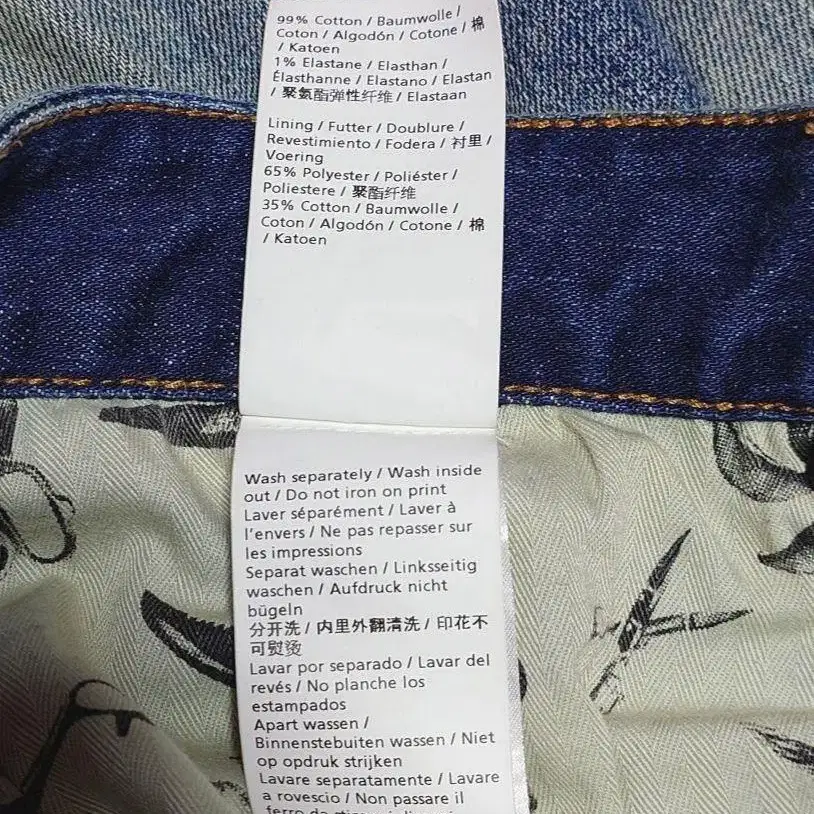 99% Cotton / Baumwolle /
Coton / Algodón / Cotone / 棉
/ Katoen
1% Elastane / Elasthan /
Élasthanne / Elastano / Elastan
/ 聚氨酯弹性纤维 / Elastaan
Lining / Futter / Doublure /
Revestimiento / Fodera / 衬里 /
Voering
65% Polyester / Poliéster /
Poliestere / 聚酯纤维
35% Cotton / Baumwolle /
Coton / Algodón / Cotone / 棉
/ Katoen
Wash separately / Wash inside
out / Do not iron on print
Laver séparément / Laver à
l'envers / Ne pas repasser sur
les impressions
Separat waschen / Linksseitig
waschen / Aufdruck nicht
bügeln
分开洗 / 内里外翻清洗 / 印花不
可熨烫
Lavar por separado / Lavar del
revés / No planche los
estampados
Apart wassen /
Binnenstebuiten wassen / Niet
op opdruk strijken
Lavare separatamente / Lavare
a rovescio / Non passare il
ferro da stiro